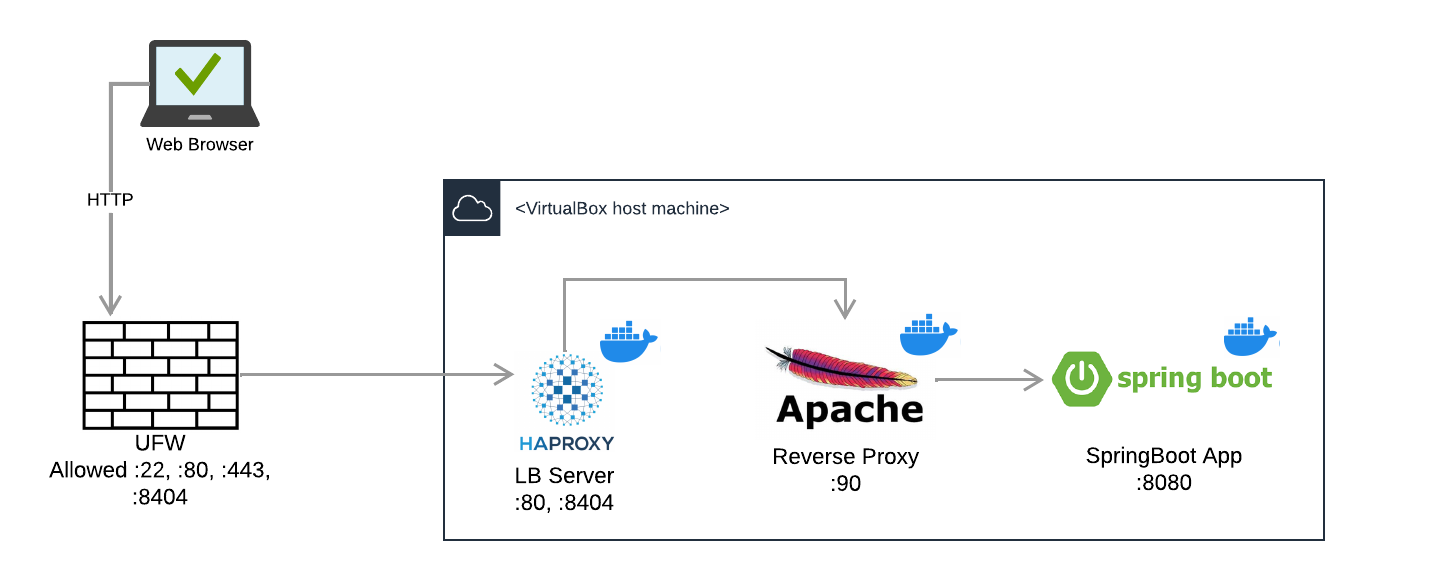 Web Browser
HTTP
<VirtualBox host machine>
UFW
Allowed :22, :80, :443,
:8404
HAPROXY
LB Server
:80, :8404
Apache
Reverse Proxy
:90
spring boot
SpringBoot App
:8080